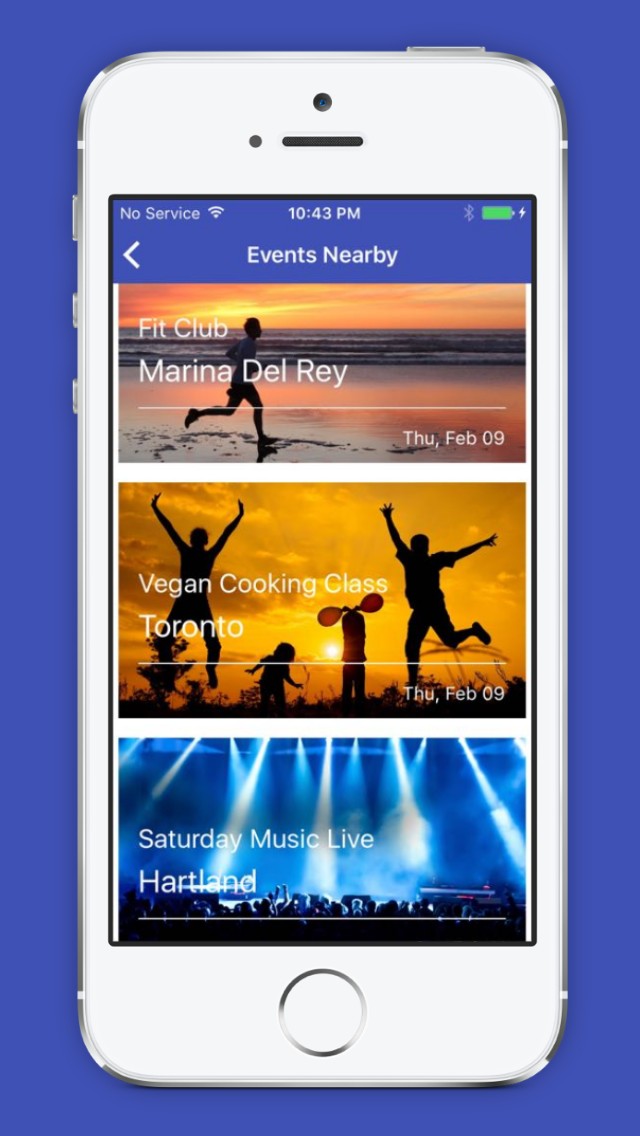 No Service
10:43 PM
Events Nearby
Fit Club
Marina Del Rey
Thu, Feb 09
Vegan Cooking Class
Toronto
Thu, Feb 09
Saturday Music Live
Hartland